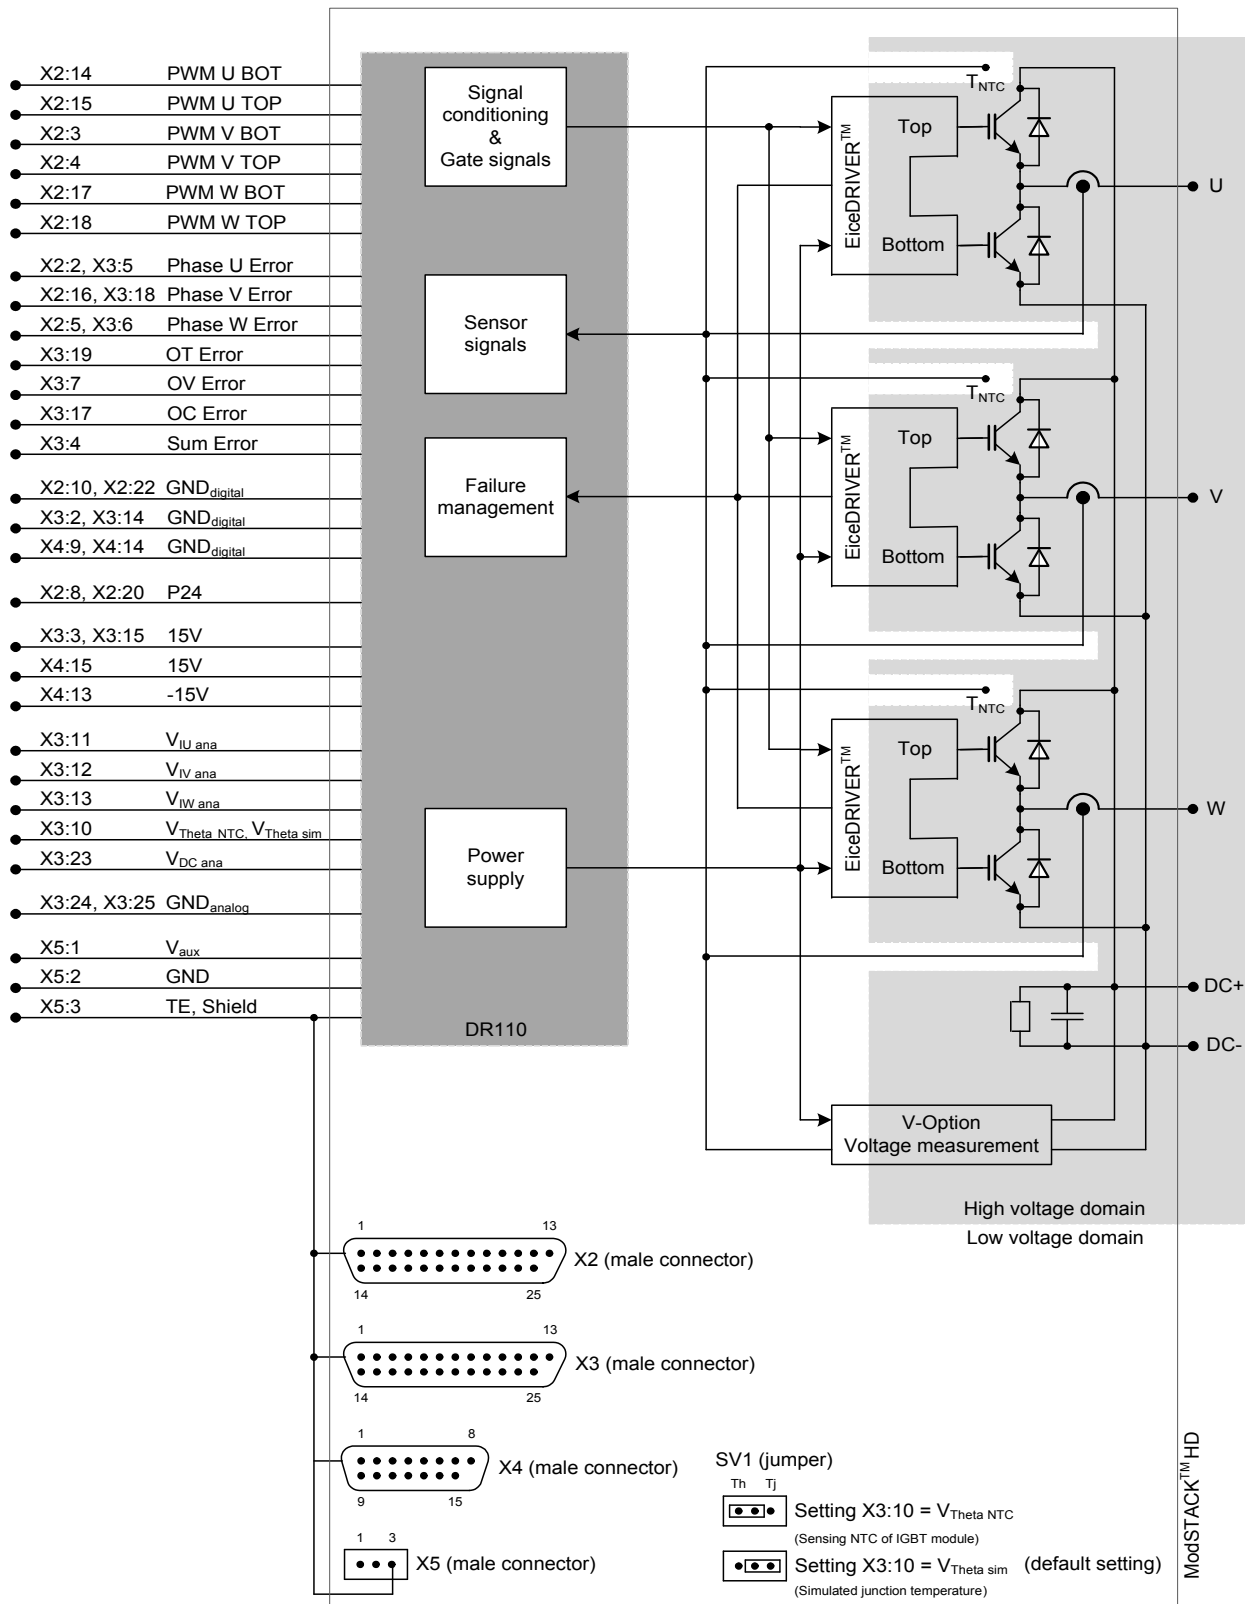 X2:14 PWM U BOT
X2:15 PWM U TOP
X2:3 PWM V BOT
X2:4 PWM V TOP
X2:17 PWM W BOT
X2:18 PWM W TOP
X2:2, X3:5 Phase U Error
X2:16, X3:18 Phase V Error
X2:5, X3:6 Phase W Error
X3:19 OT Error
X3:7 OV Error
X3:17 OC Error
X3:4 Sum Error
X2:10, X2:22 GNDdigital
X3:2, X3:14 GNDdigital
X4:9, X4:14 GNDdigital
X2:8, X2:20 P24
X3:3, X3:15 15V
X4:15 15V
X4:13 -15V
X3:11 VIU ana
X3:12 VIV ana
X3:13 VIW ana
X3:10 VTheta NTC, VTheta sim
X3:23 VDC ana
X3:24, X3:25 GNDanalog
X5:1 Vaux
X5:2 GND
X5:3 TE, Shield
Signal
conditioning
&
Gate signals
Sensor
signals
Failure
management
Power
supply
DR110
TNTC
EiceDRIVER™
Top
Bottom
U
TNTC
EiceDRIVER™
Top
Bottom
V
TNTC
EiceDRIVER™
Top
Bottom
W
DC+
DC-
V-Option
Voltage measurement
High voltage domain
Low voltage domain
1 13
X2 (male connector)
14 25
1 13
X3 (male connector)
14 25
1 8
X4 (male connector)
9 15
1 3
X5 (male connector)
SV1 (jumper)
Th Tj
Setting X3:10 = VTheta NTC
(Sensing NTC of IGBT module)
Setting X3:10 = VTheta sim (default setting)
(Simulated junction temperature)
ModSTACK™ HD